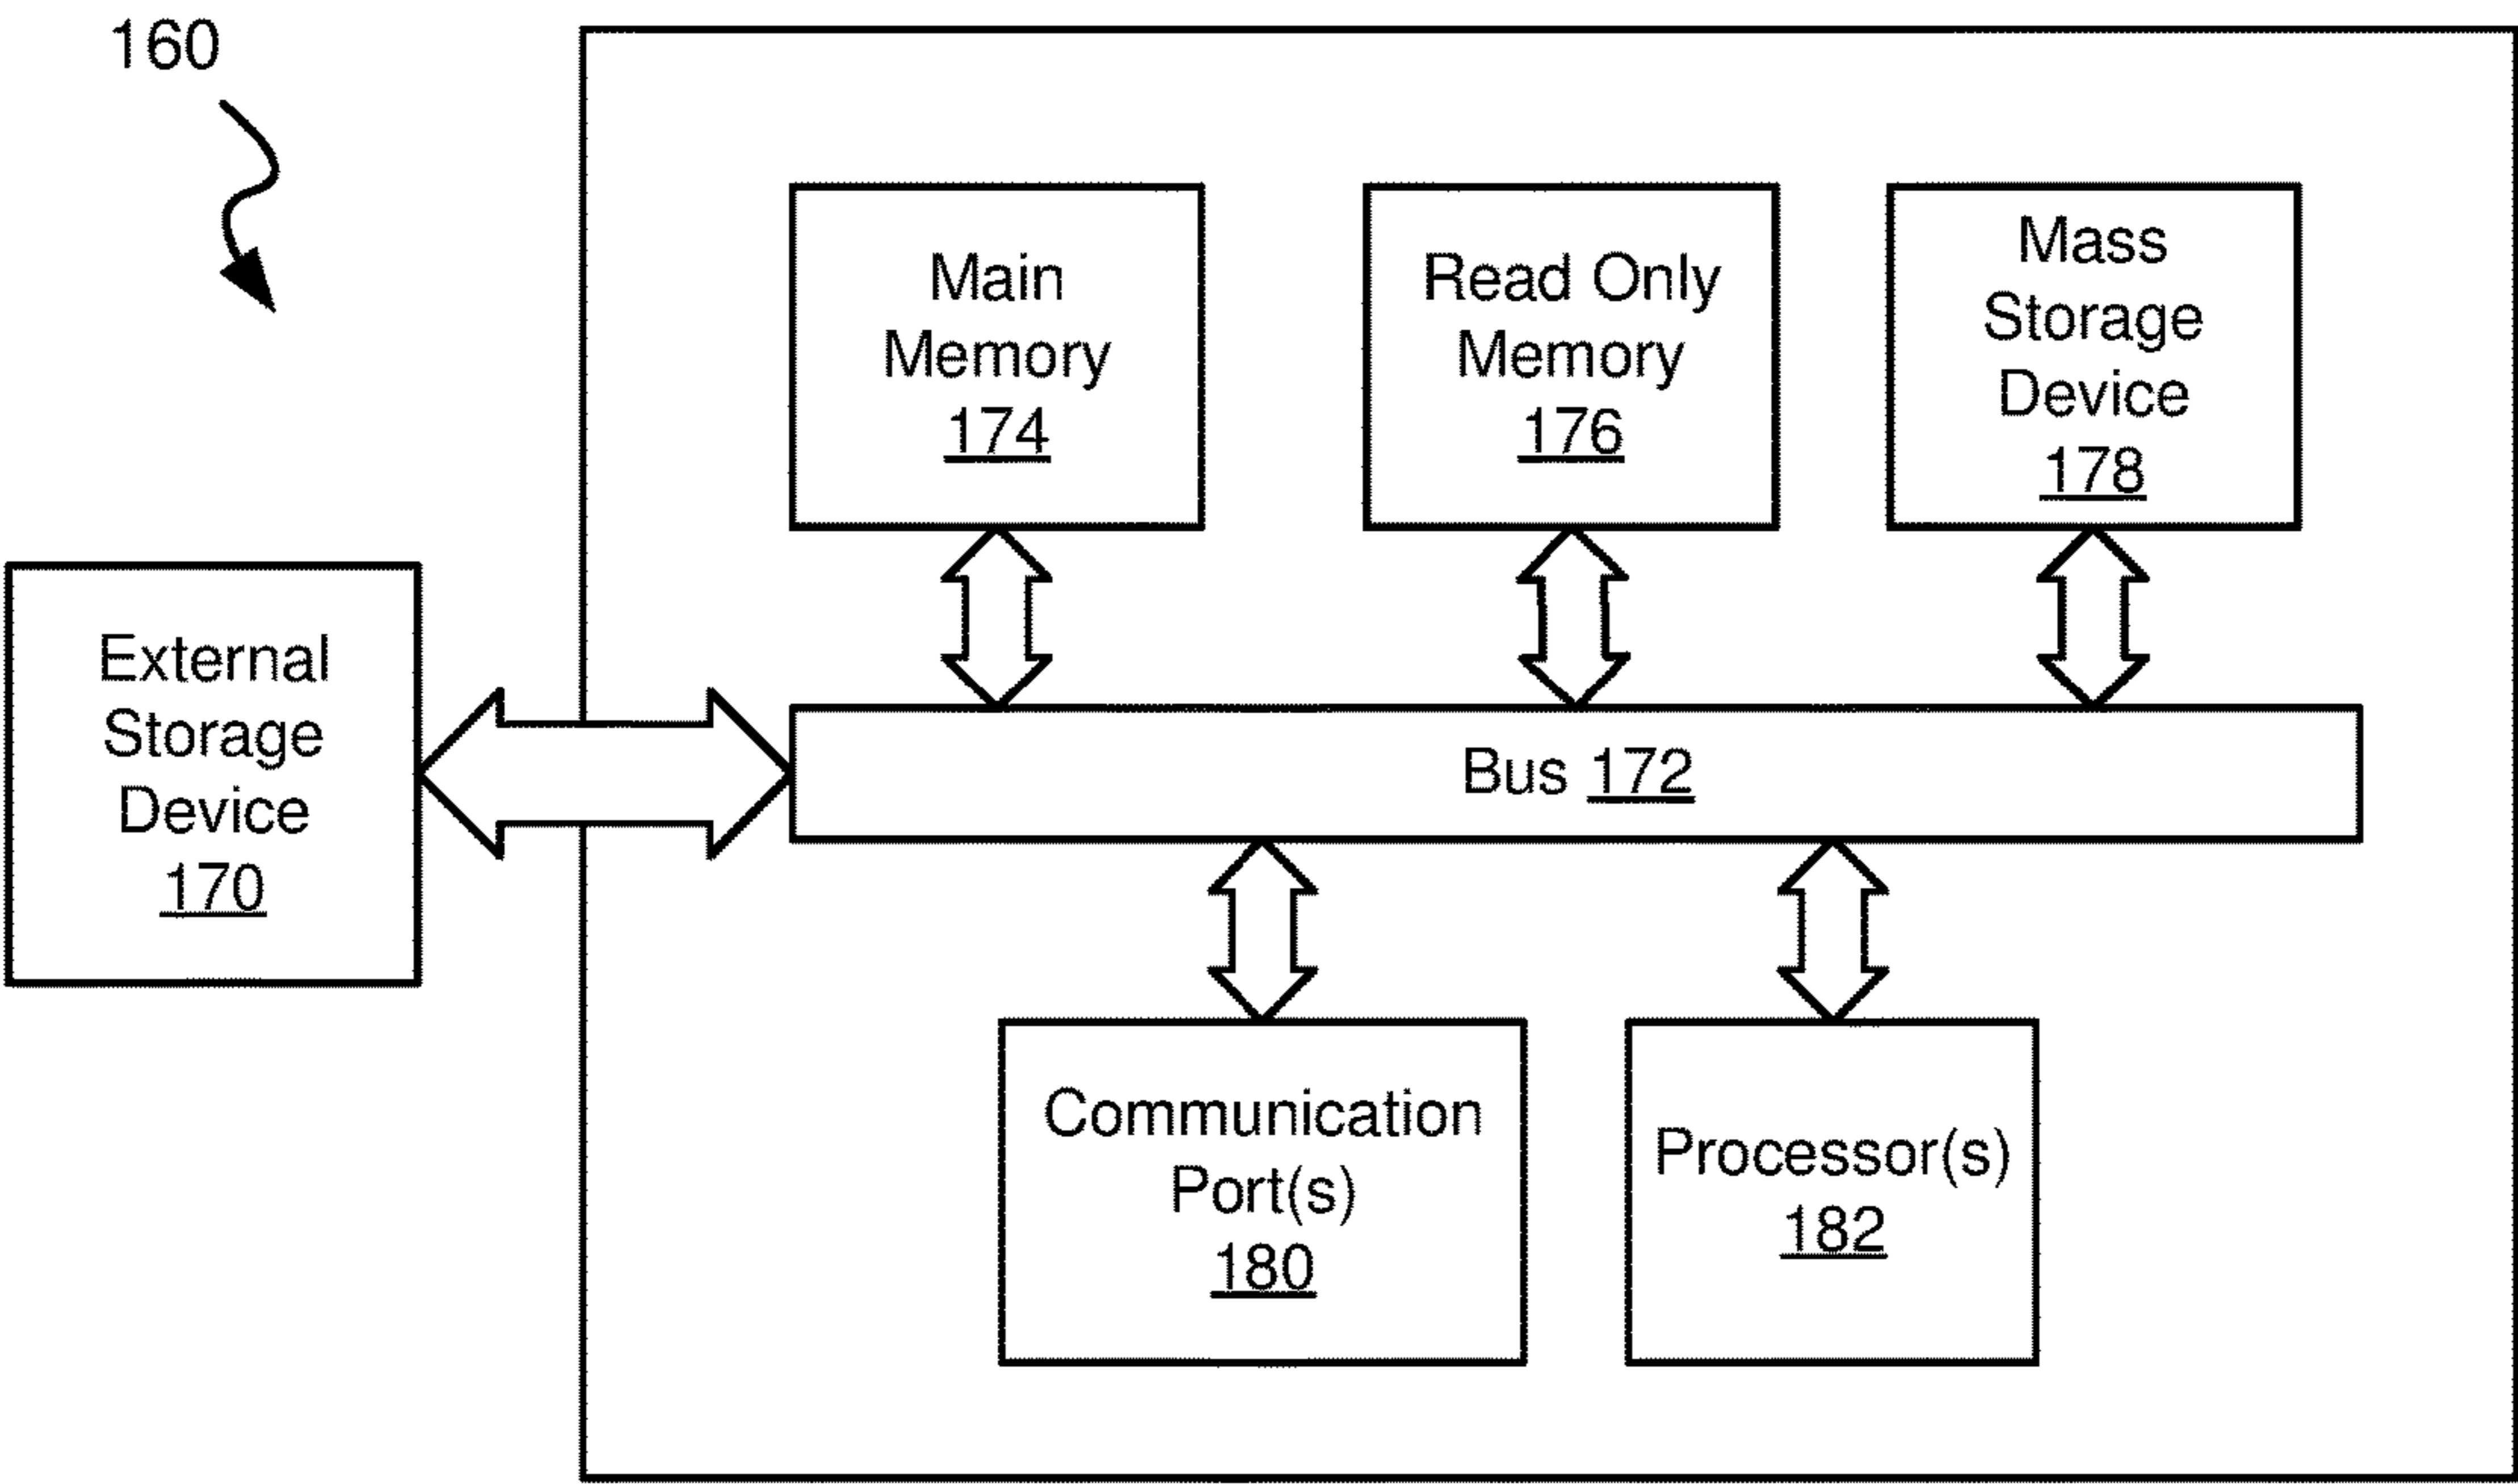 160
Main
Memory
174
Read Only
Memory
176
Mass
Storage
Device
178
External
Storage
Device
170
Bus 172
Communication
Port(s)
180
Processor(s)
182